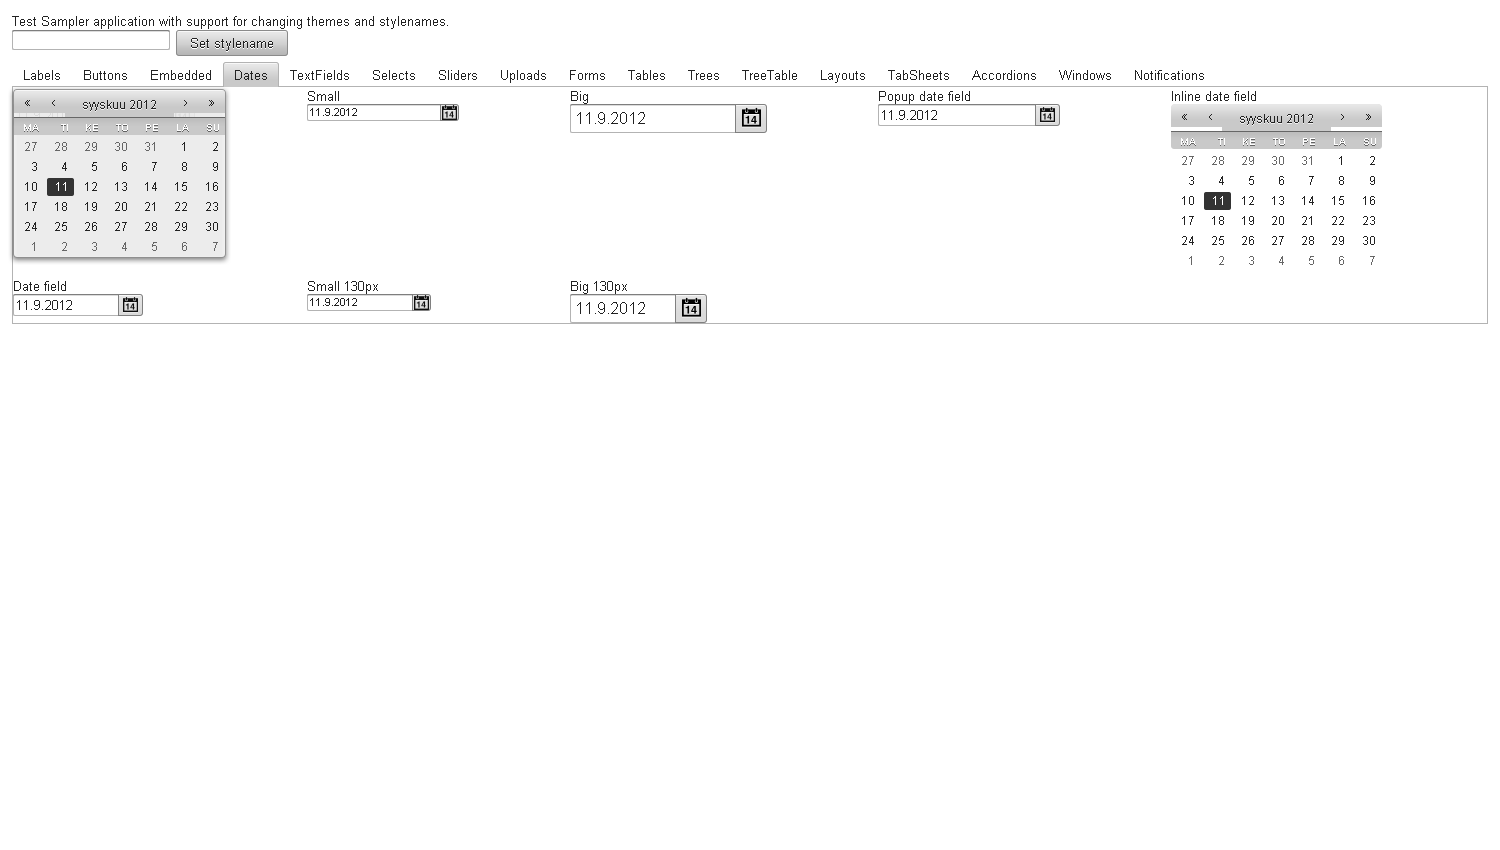 Test Sampler application with support for changing themes and stylenames.
Set stylename
Labels Buttons Embedded Dates TextFields Selects Sliders Uploads Forms Tables Trees TreeTable Layouts TabSheets Accordions Windows Notifications
« ‹ syyskuu 2012 › »
MA TI KE TO PE LA SU
27 28 29 30 31 1 2
3 4 5 6 7 8 9
10 11 12 13 14 15 16
17 18 19 20 21 22 23
24 25 26 27 28 29 30
1 2 3 4 5 6 7
Date field
11.9.2012
14
Small
11.9.2012
14
Small 130px
11.9.2012
14
Big
11.9.2012
14
Big 130px
11.9.2012
14
Popup date field
11.9.2012
14
Inline date field
« ‹ syyskuu 2012 › »
MA TI KE TO PE LA SU
27 28 29 30 31 1 2
3 4 5 6 7 8 9
10 11 12 13 14 15 16
17 18 19 20 21 22 23
24 25 26 27 28 29 30
1 2 3 4 5 6 7